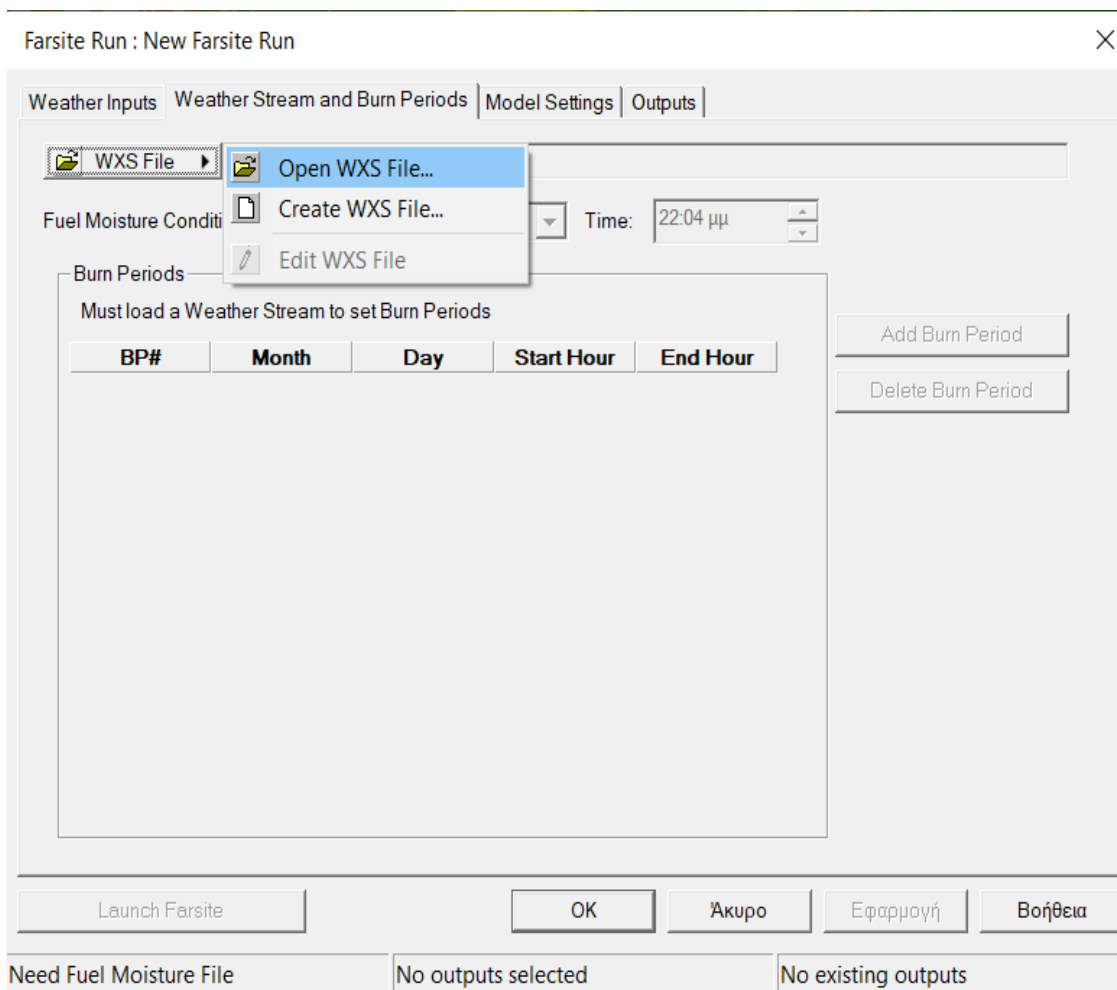 Farsite Run : New Farsite Run
Weather Inputs Weather Stream and Burn Periods Model Settings Outputs
WXS File Open WXS File...
Create WXS File...
Edit WXS File
Fuel Moisture Conditi Time: 22:04 μμ
Burn Periods
Must load a Weather Stream to set Burn Periods
BP# Month Day Start Hour End Hour
Add Burn Period
Delete Burn Period
Launch Farsite OK Άκυρο Εφαρμογή Βοήθεια
Need Fuel Moisture File No outputs selected No existing outputs